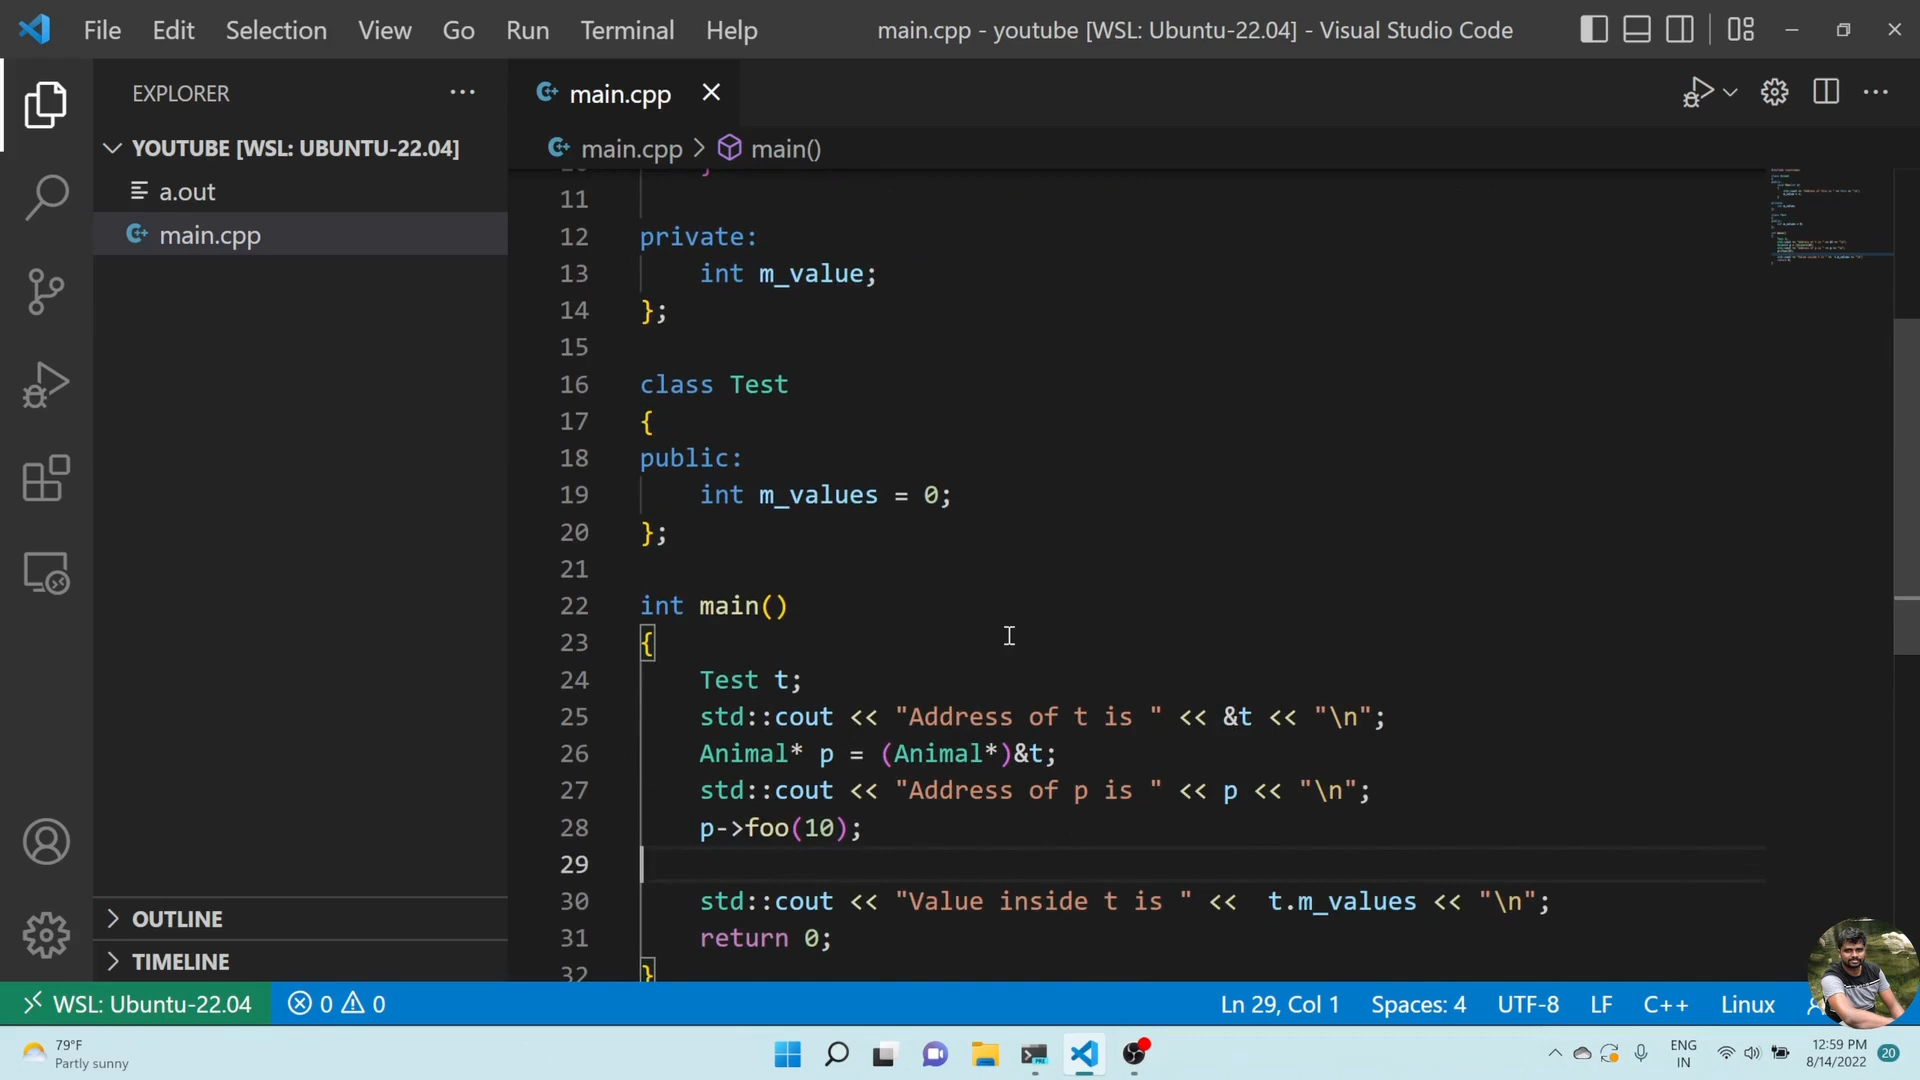 File Edit Selection View Go Run Terminal Help main.cpp - youtube [WSL: Ubuntu-22.04] - Visual Studio Code
EXPLORER
YOUTUBE [WSL: UBUNTU-22.04]
a.out
main.cpp
OUTLINE
TIMELINE
main.cpp
main.cpp > main()
11
12 private:
13 int m_value;
14 };
15
16 class Test
17 {
18 public:
19 int m_values = 0;
20 };
21
22 int main()
23 {
24 Test t;
25 std::cout << "Address of t is " << &t << "\n";
26 Animal* p = (Animal*)&t;
27 std::cout << "Address of p is " << p << "\n";
28 p->foo(10);
29
30 std::cout << "Value inside t is " <<  t.m_values << "\n";
31 return 0;
32 }
WSL: Ubuntu-22.04 0 0 Ln 29, Col 1 Spaces: 4 UTF-8 LF C++ Linux
79°F
Partly sunny
ENG
IN
12:59 PM
8/14/2022
20